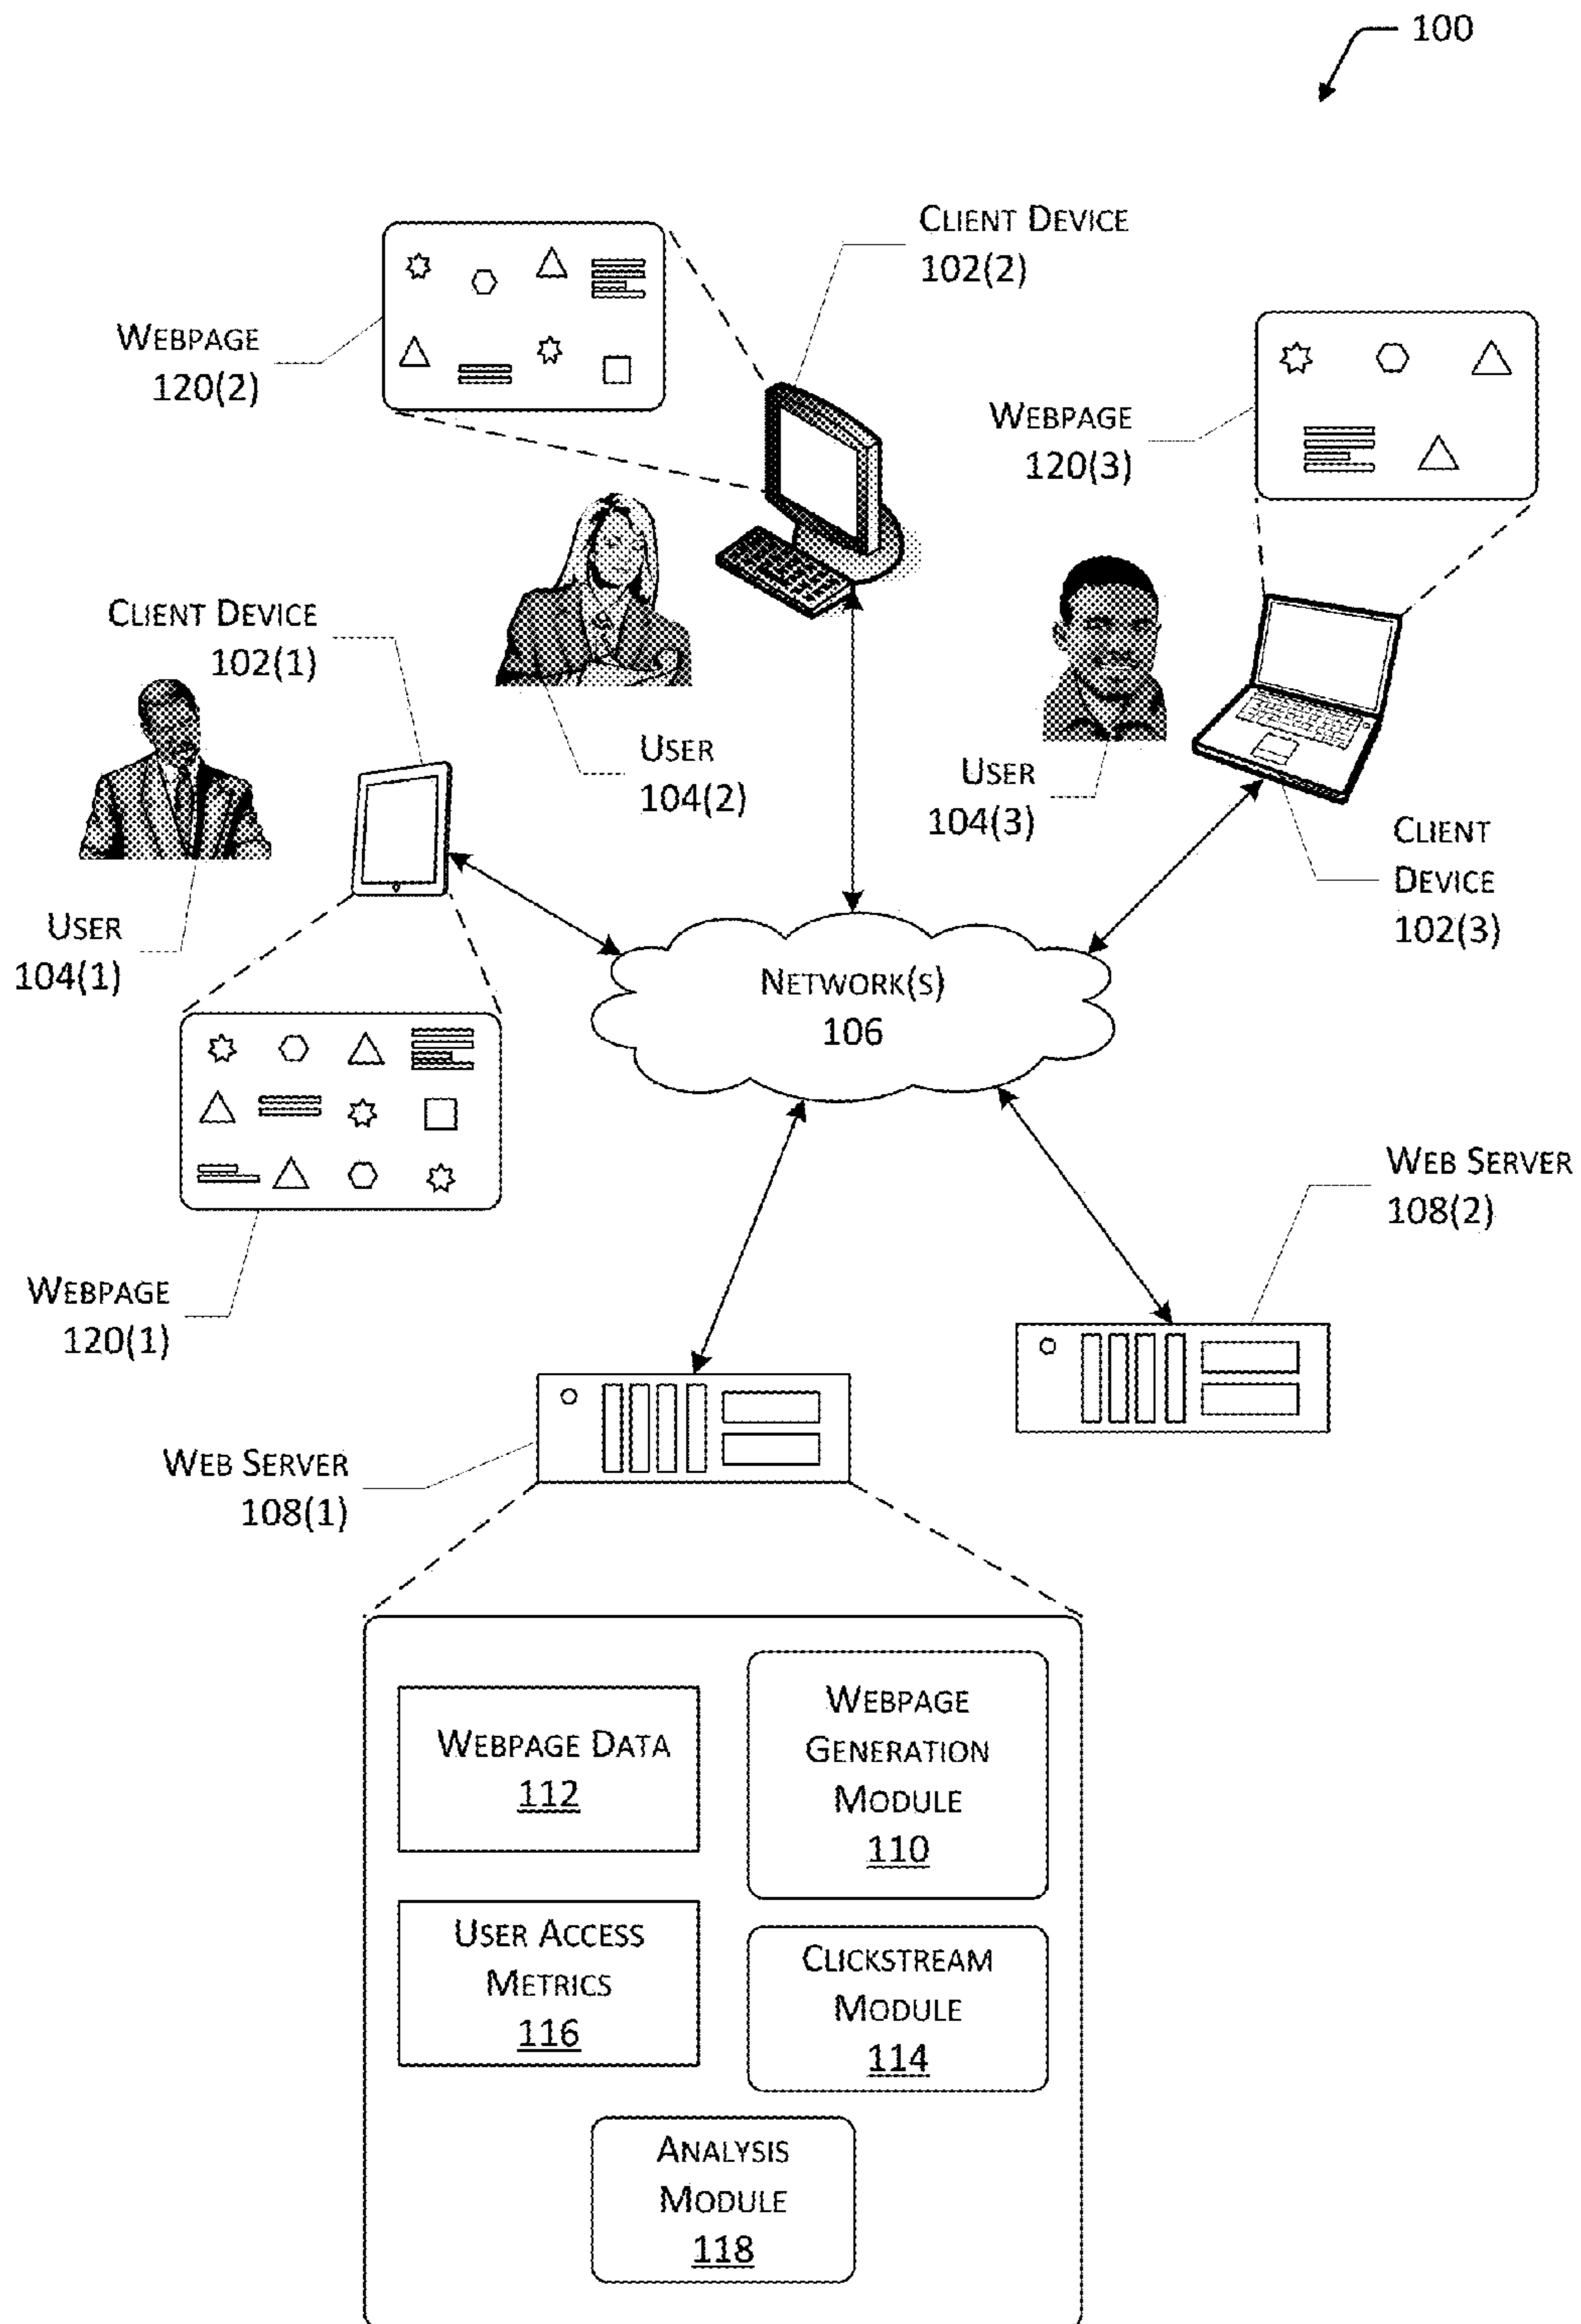 100
CLIENT DEVICE
102(2)
WEBPAGE
120(2)
WEBPAGE
120(3)
CLIENT DEVICE
102(1)
USER
104(2)
USER
104(3)
CLIENT
DEVICE
102(3)
USER
104(1)
NETWORK(S)
106
WEB SERVER
108(2)
WEBPAGE
120(1)
WEB SERVER
108(1)
WEBPAGE DATA
112
WEBPAGE
GENERATION
MODULE
110
USER ACCESS
METRICS
116
CLICKSTREAM
MODULE
114
ANALYSIS
MODULE
118